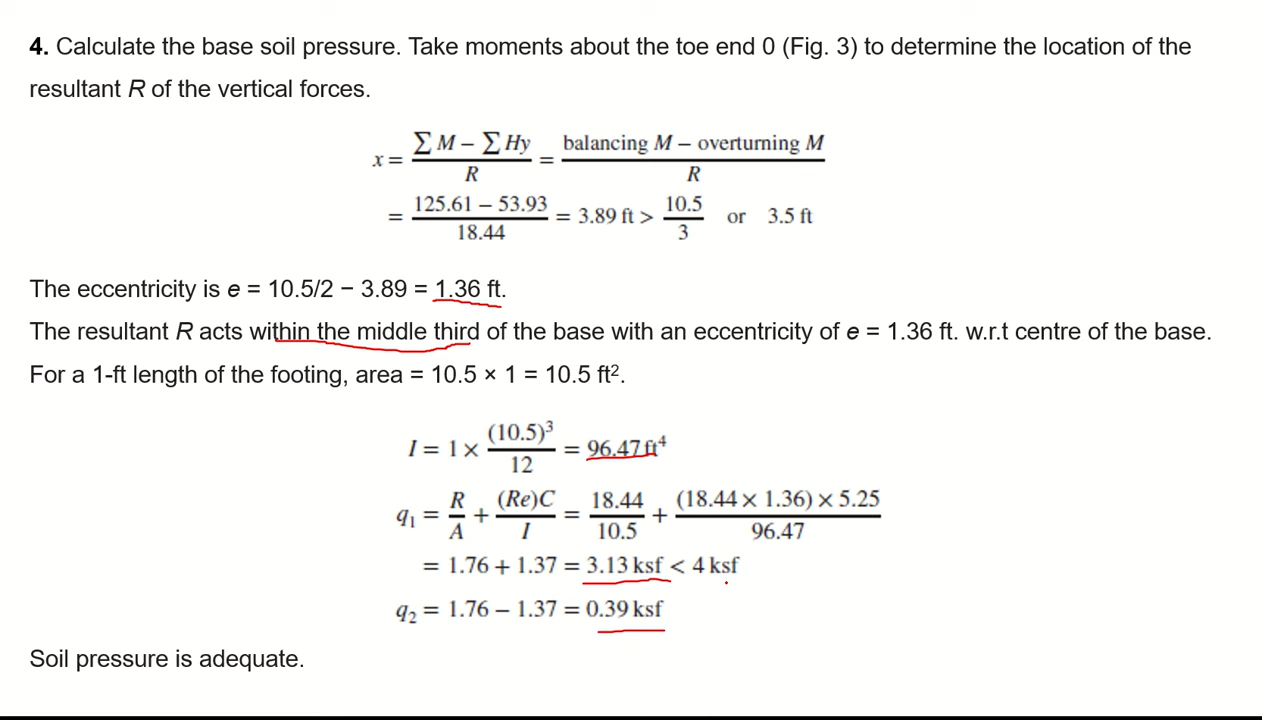 4. Calculate the base soil pressure. Take moments about the toe end 0 (Fig. 3) to determine the location of the
resultant R of the vertical forces.
x = (∑ M − ∑ Hy)/R = (balancing M − overturning M)/R
= (125.61 − 53.93)/18.44 = 3.89 ft > 10.5/3 or 3.5 ft
The eccentricity is e = 10.5/2 − 3.89 = 1.36 ft.
The resultant R acts within the middle third of the base with an eccentricity of e = 1.36 ft. w.r.t centre of the base.
For a 1-ft length of the footing, area = 10.5 × 1 = 10.5 ft².
I = 1 × (10.5)³/12 = 96.47 ft⁴
q₁ = R/A + (Re)C/I = 18.44/10.5 + (18.44 × 1.36) × 5.25/96.47
= 1.76 + 1.37 = 3.13 ksf < 4 ksf
q₂ = 1.76 − 1.37 = 0.39 ksf
Soil pressure is adequate.